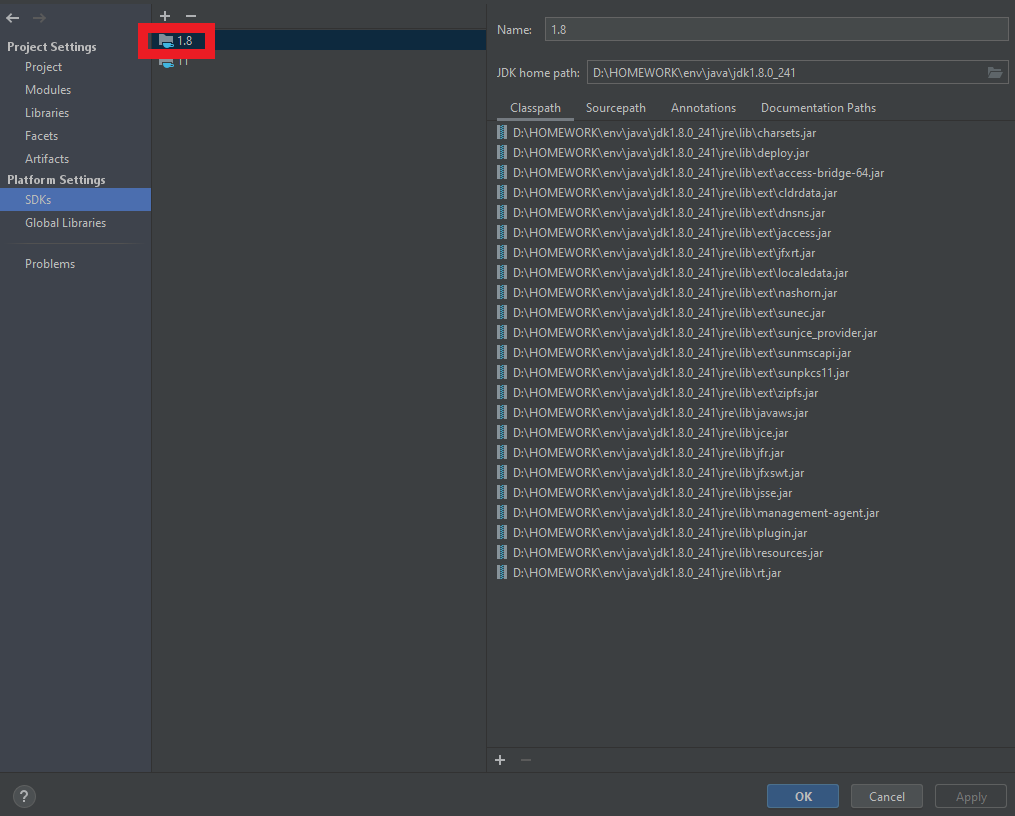 Project Settings
Project
Modules
Libraries
Facets
Artifacts
Platform Settings
SDKs
Global Libraries
Problems
1.8
11
Name: 1.8
JDK home path: D:\HOMEWORK\env\java\jdk1.8.0_241
Classpath Sourcepath Annotations Documentation Paths
D:\HOMEWORK\env\java\jdk1.8.0_241\jre\lib\charsets.jar
D:\HOMEWORK\env\java\jdk1.8.0_241\jre\lib\deploy.jar
D:\HOMEWORK\env\java\jdk1.8.0_241\jre\lib\ext\access-bridge-64.jar
D:\HOMEWORK\env\java\jdk1.8.0_241\jre\lib\ext\cldrdata.jar
D:\HOMEWORK\env\java\jdk1.8.0_241\jre\lib\ext\dnsns.jar
D:\HOMEWORK\env\java\jdk1.8.0_241\jre\lib\ext\jaccess.jar
D:\HOMEWORK\env\java\jdk1.8.0_241\jre\lib\ext\jfxrt.jar
D:\HOMEWORK\env\java\jdk1.8.0_241\jre\lib\ext\localedata.jar
D:\HOMEWORK\env\java\jdk1.8.0_241\jre\lib\ext\nashorn.jar
D:\HOMEWORK\env\java\jdk1.8.0_241\jre\lib\ext\sunec.jar
D:\HOMEWORK\env\java\jdk1.8.0_241\jre\lib\ext\sunjce_provider.jar
D:\HOMEWORK\env\java\jdk1.8.0_241\jre\lib\ext\sunmscapi.jar
D:\HOMEWORK\env\java\jdk1.8.0_241\jre\lib\ext\sunpkcs11.jar
D:\HOMEWORK\env\java\jdk1.8.0_241\jre\lib\ext\zipfs.jar
D:\HOMEWORK\env\java\jdk1.8.0_241\jre\lib\javaws.jar
D:\HOMEWORK\env\java\jdk1.8.0_241\jre\lib\jce.jar
D:\HOMEWORK\env\java\jdk1.8.0_241\jre\lib\jfr.jar
D:\HOMEWORK\env\java\jdk1.8.0_241\jre\lib\jfxswt.jar
D:\HOMEWORK\env\java\jdk1.8.0_241\jre\lib\jsse.jar
D:\HOMEWORK\env\java\jdk1.8.0_241\jre\lib\management-agent.jar
D:\HOMEWORK\env\java\jdk1.8.0_241\jre\lib\plugin.jar
D:\HOMEWORK\env\java\jdk1.8.0_241\jre\lib\resources.jar
D:\HOMEWORK\env\java\jdk1.8.0_241\jre\lib\rt.jar
? OK Cancel Apply